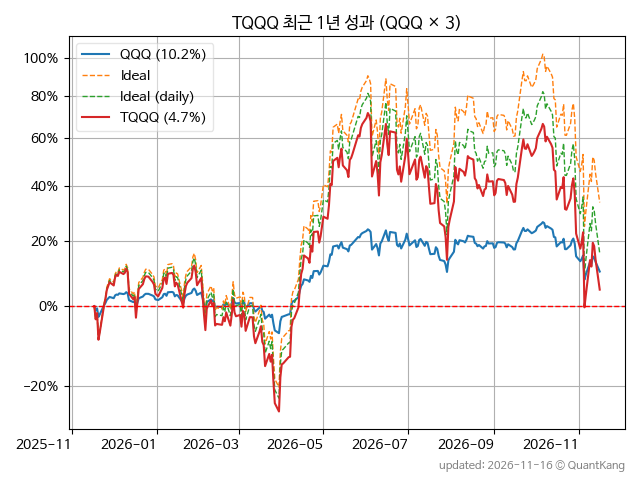 TQQQ 최근 1년 성과 (QQQ × 3)
QQQ (10.2%)
Ideal
Ideal (daily)
TQQQ (4.7%)
100%
80%
60%
40%
20%
0%
−20%
2025-11
2026-01
2026-03
2026-05
2026-07
2026-09
2026-11
updated: 2026-11-16 © QuantKang